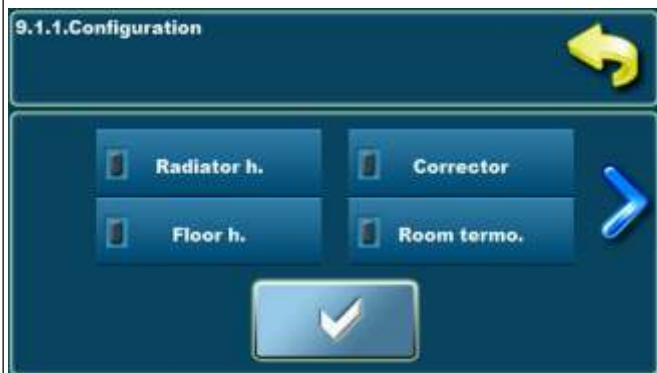 9.1.1.Configuration
Radiator h.
Corrector
Floor h.
Room termo.